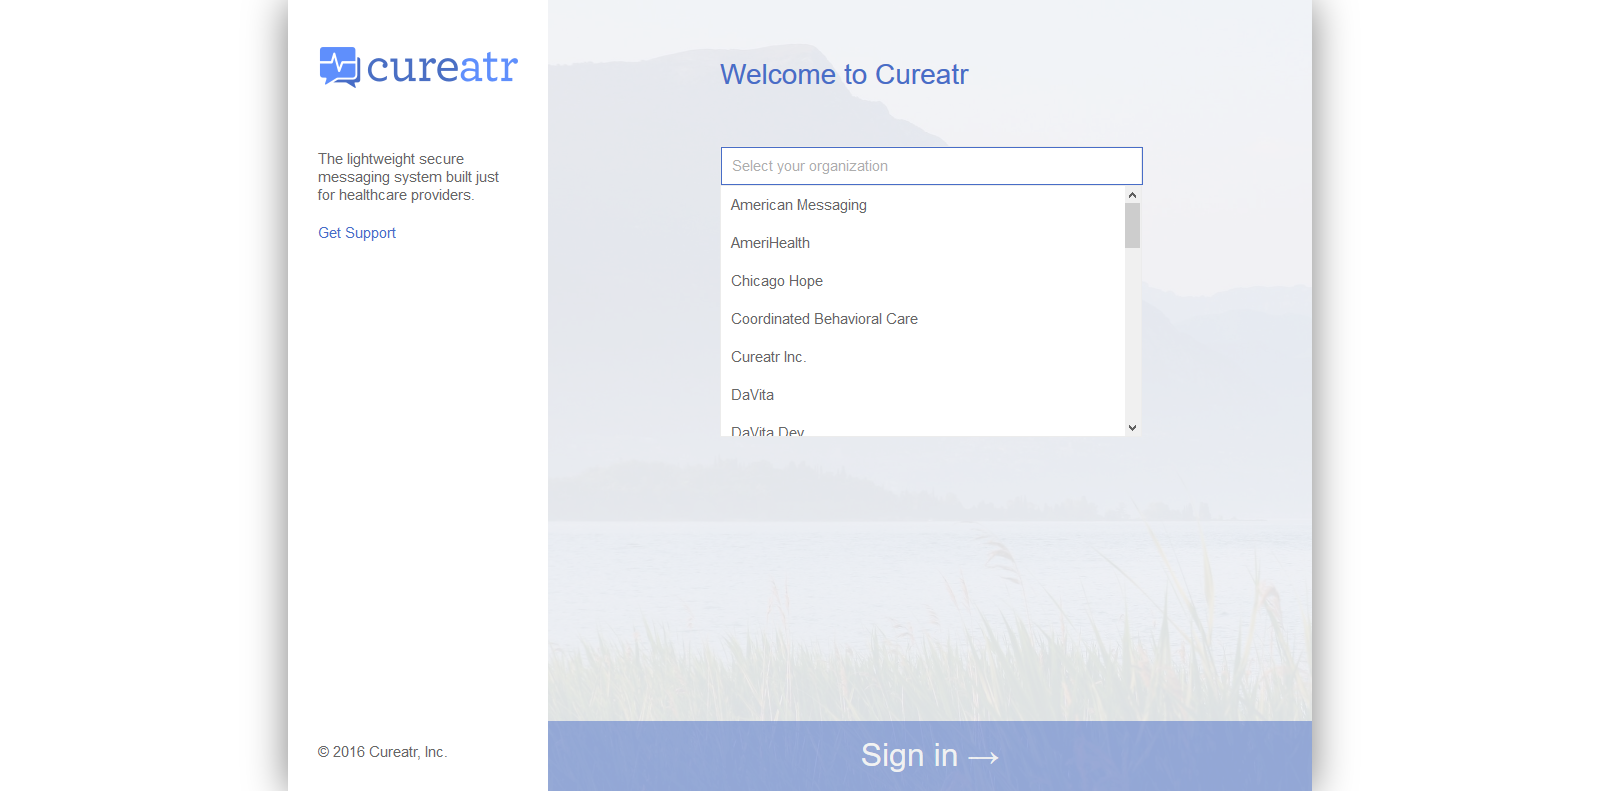 cureatr
The lightweight secure
messaging system built just
for healthcare providers.
Get Support
© 2016 Cureatr, Inc.
Welcome to Cureatr
Select your organization
American Messaging
AmeriHealth
Chicago Hope
Coordinated Behavioral Care
Cureatr Inc.
DaVita
DaVita Dev
Sign in →